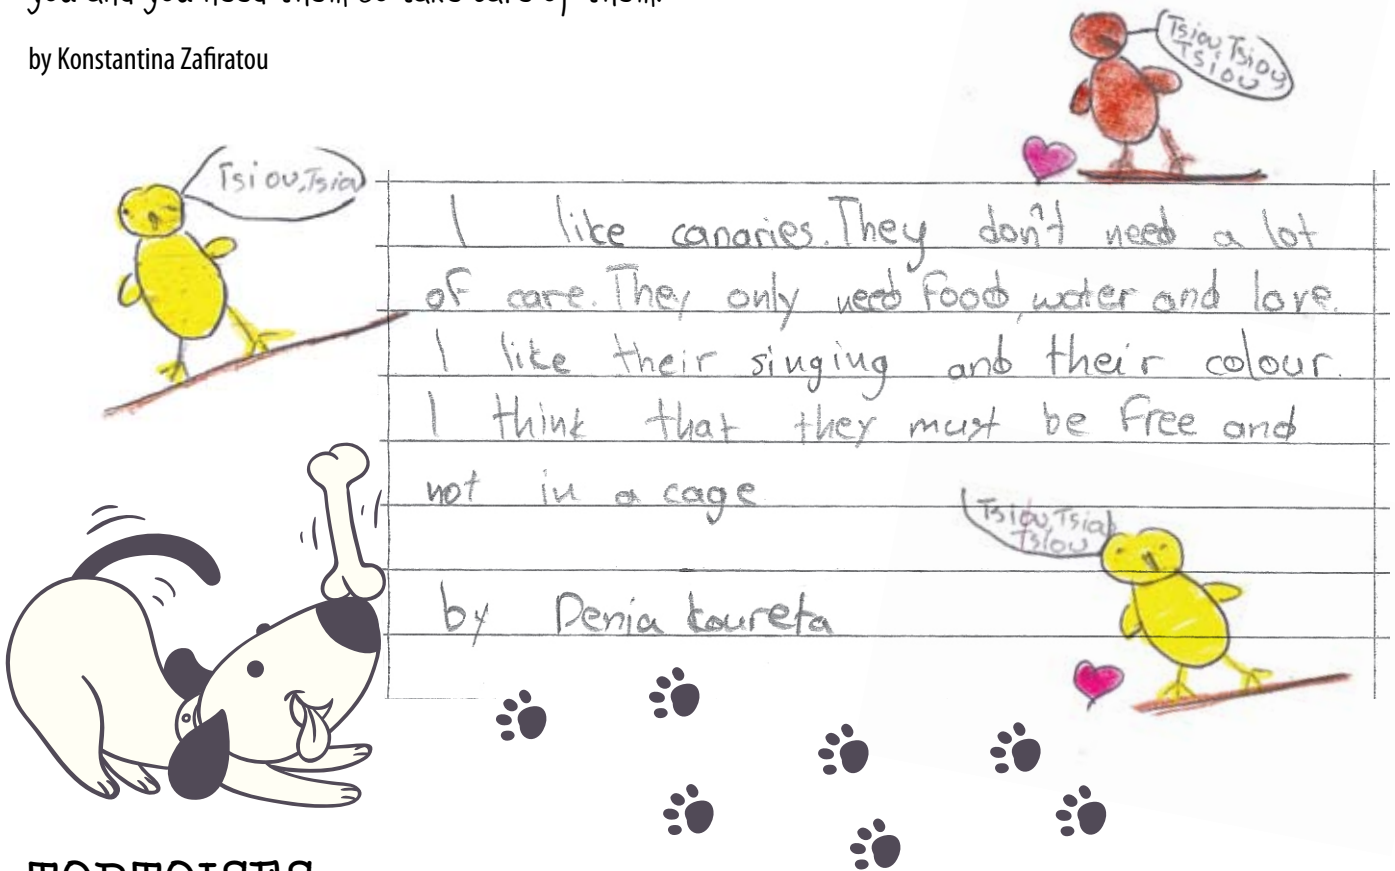 by Konstantina Zafiratou
Tsiou, Tsiou
Tsiou
Tsiou, Tsiou
I like canaries. They don't need a lot
of care. They only need food, water and love.
I like their singing and their colour.
I think that they must be free and
not in a cage
Tsiou, Tsiou
Tsiou
by Denia Koureta
TORTOISES